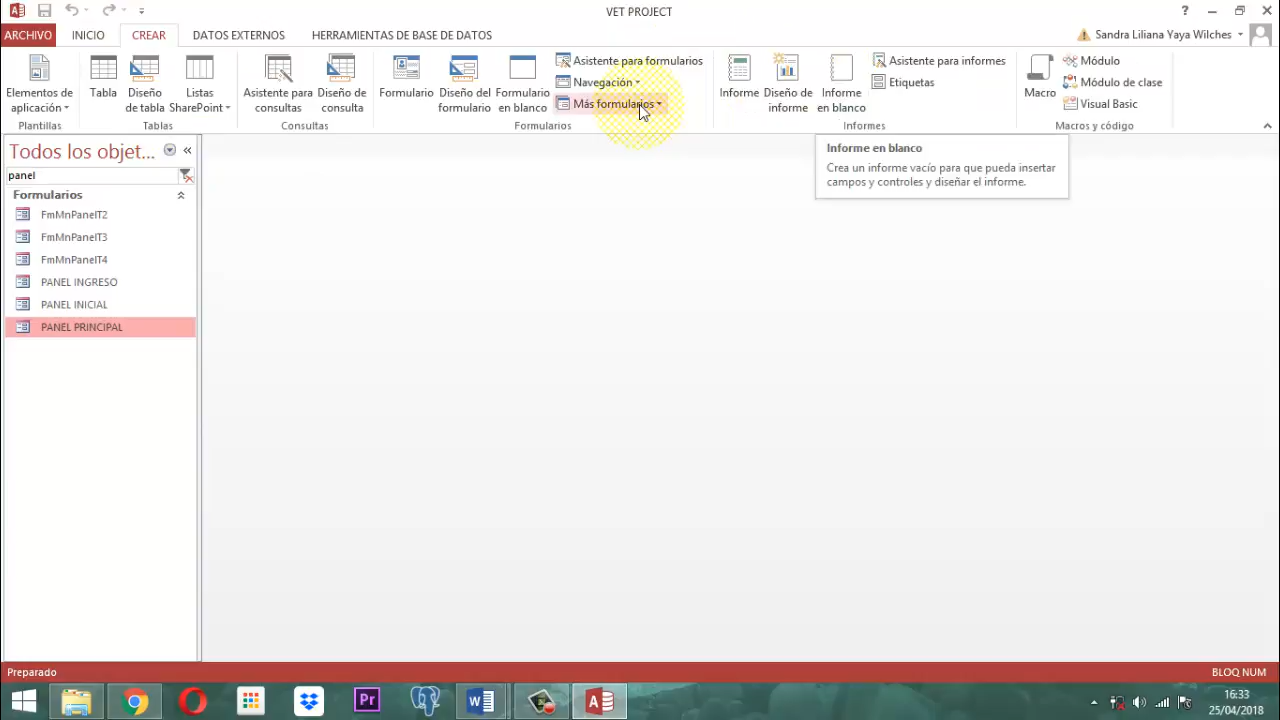 VET PROJECT
?
ARCHIVO
INICIO
CREAR
DATOS EXTERNOS
HERRAMIENTAS DE BASE DE DATOS
Sandra Liliana Yaya Wilches
Elementos de
aplicación
Plantillas
Tabla
Diseño
de tabla
Listas
SharePoint
Tablas
Asistente para
consultas
Diseño de
consulta
Consultas
Formulario
Diseño del
formulario
Formulario
en blanco
Asistente para formularios
Navegación
Más formularios
Formularios
Informe
Diseño de
informe
Informe
en blanco
Asistente para informes
Etiquetas
Informes
Macro
Módulo
Módulo de clase
Visual Basic
Macros y código
Informe en blanco
Crea un informe vacío para que pueda insertar
campos y controles y diseñar el informe.
Todos los objet...
panel
Formularios
FmMnPanelT2
FmMnPanelT3
FmMnPanelT4
PANEL INGRESO
PANEL INICIAL
PANEL PRINCIPAL
Preparado
BLOQ NUM
Pr
16:33
25/04/2018